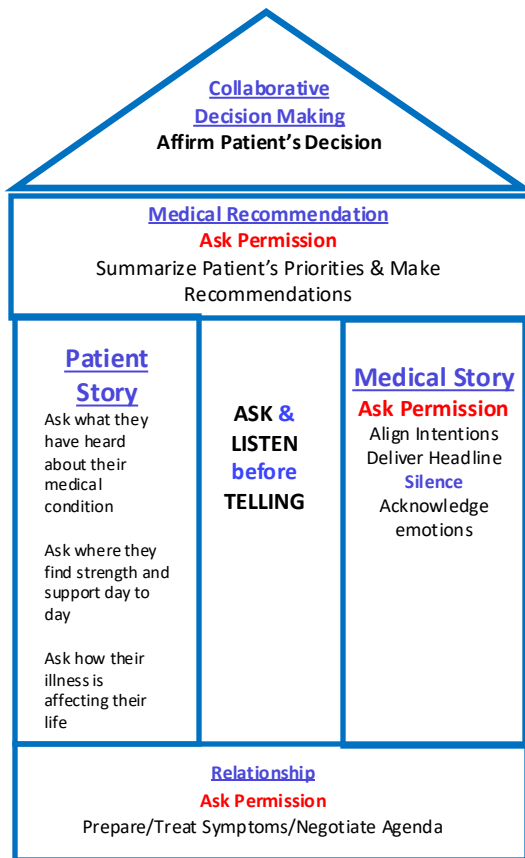 Collaborative
Decision Making
Affirm Patient's Decision
Medical Recommendation
Ask Permission
Summarize Patient's Priorities & Make
Recommendations
Patient
Story
Ask what they
have heard
about their
medical
condition
Ask where they
find strength and
support day to
day
Ask how their
illness is
affecting their
life
ASK &
LISTEN
before
TELLING
Medical Story
Ask Permission
Align Intentions
Deliver Headline
Silence
Acknowledge
emotions
Relationship
Ask Permission
Prepare/Treat Symptoms/Negotiate Agenda